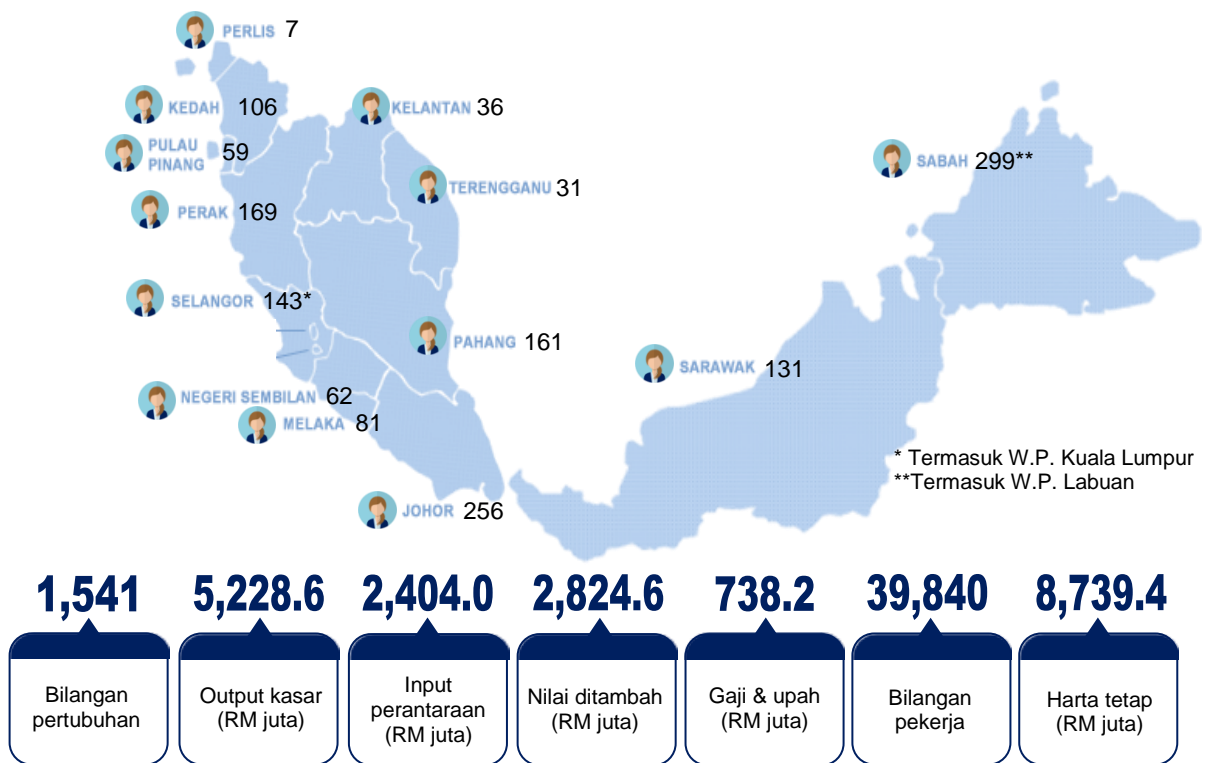 PERLIS 7
KEDAH 106
KELANTAN 36
PULAU
PINANG 59
SABAH 299**
TERENGGANU 31
PERAK 169
SELANGOR 143*
PAHANG 161
SARAWAK 131
NEGERI SEMBILAN 62
MELAKA 81
* Termasuk W.P. Kuala Lumpur
**Termasuk W.P. Labuan
JOHOR 256
1,541
Bilangan
pertubuhan
5,228.6
Output kasar
(RM juta)
2,404.0
Input
perantaraan
(RM juta)
2,824.6
Nilai ditambah
(RM juta)
738.2
Gaji & upah
(RM juta)
39,840
Bilangan
pekerja
8,739.4
Harta tetap
(RM juta)